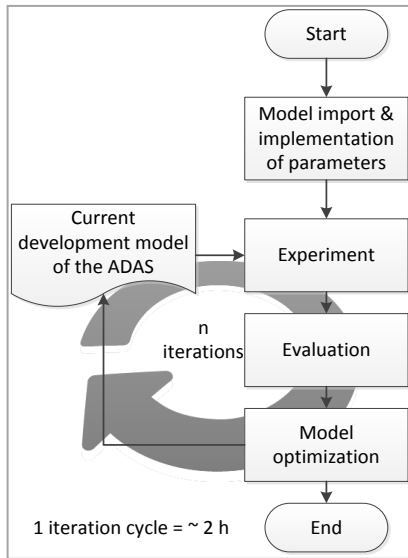 Start
Model import &
implementation
of parameters
Current
development model
of the ADAS
Experiment
n
iterations
Evaluation
Model
optimization
1 iteration cycle = ~ 2 h
End